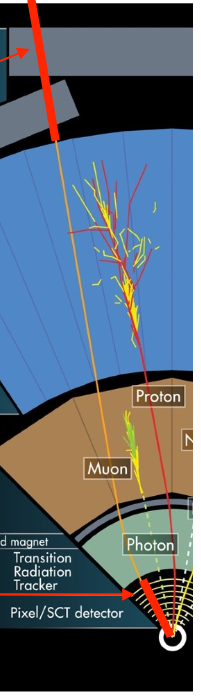 Proton
N
Muon
Photon
d magnet
Transition
Radiation
Tracker
Pixel/SCT detector